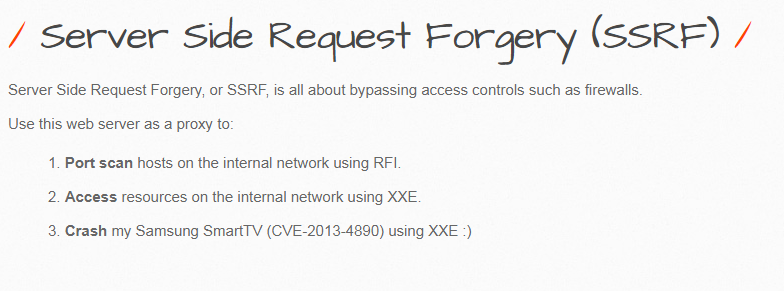 / Server Side Request Forgery (SSRF) /
Server Side Request Forgery, or SSRF, is all about bypassing access controls such as firewalls.
Use this web server as a proxy to:
1. Port scan hosts on the internal network using RFI.
2. Access resources on the internal network using XXE.
3. Crash my Samsung SmartTV (CVE-2013-4890) using XXE :)